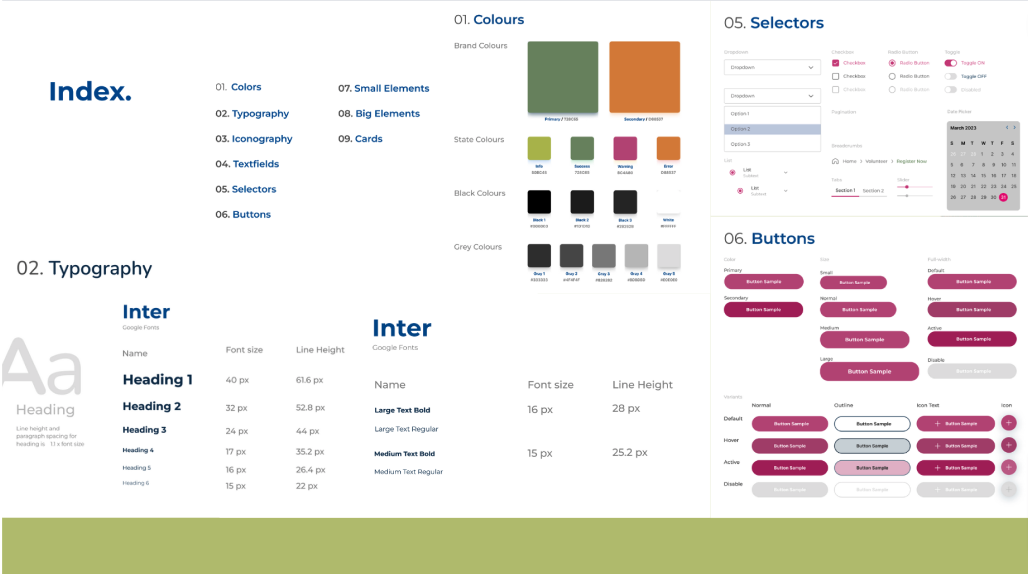 Index.
01. Colors
02. Typography
03. Iconography
04. Textfields
05. Selectors
06. Buttons
07. Small Elements
08. Big Elements
09. Cards
01. Colours
Brand Colours
State Colours
Info
Success
Warning
Error
Black Colours
Black 1
Black 2
Black 3
White
Grey Colours
Gray 1
Gray 2
Gray 4
Gray 5
02. Typography
Aa
Heading
Line height and
paragraph spacing for
heading is 1.1 x font size
Inter
Google Fonts
Name Font size Line Height
Heading 1 40 px 61.6 px
Heading 2 32 px 52.8 px
Heading 3 24 px 44 px
Heading 4 17 px 35.2 px
Heading 5 16 px 26.4 px
Heading 6 15 px 22 px
Inter
Google Fonts
Name Font size Line Height
Large Text Bold 16 px 28 px
Large Text Regular
Medium Text Bold 15 px 25.2 px
Medium Text Regular
05. Selectors
Dropdown
Dropdown
Dropdown
Option 1
Option 2
Option 3
List
List
Subtext
List
Subtext
Checkbox
Checkbox
Checkbox
Radio Button
Radio Button
Radio Button
Radio Button
Toggle
Toggle ON
Toggle OFF
Disabled
Pagination
Breadcrumbs
Home > Volunteer > Register Now
Tabs
Section 1 Section 2
Slider
Date Picker
March 2023 < >
S M T W T F S
26 27 28 1 2 3 4
5 6 7 8 9 10 11
12 13 14 15 16 17 18
19 20 21 22 23 24 25
26 27 28 29 30 31
06. Buttons
Color
Primary
Button Sample
Secondary
Button Sample
Size
Small
Button Sample
Normal
Button Sample
Medium
Button Sample
Large
Button Sample
Full-width
Default
Button Sample
Hover
Button Sample
Active
Button Sample
Disable
Button Sample
Variants
Normal Outline Icon Text Icon
Default Button Sample Button Sample + Button Sample +
Hover Button Sample Button Sample + Button Sample +
Active Button Sample Button Sample + Button Sample +
Disable Button Sample Button Sample + Button Sample +